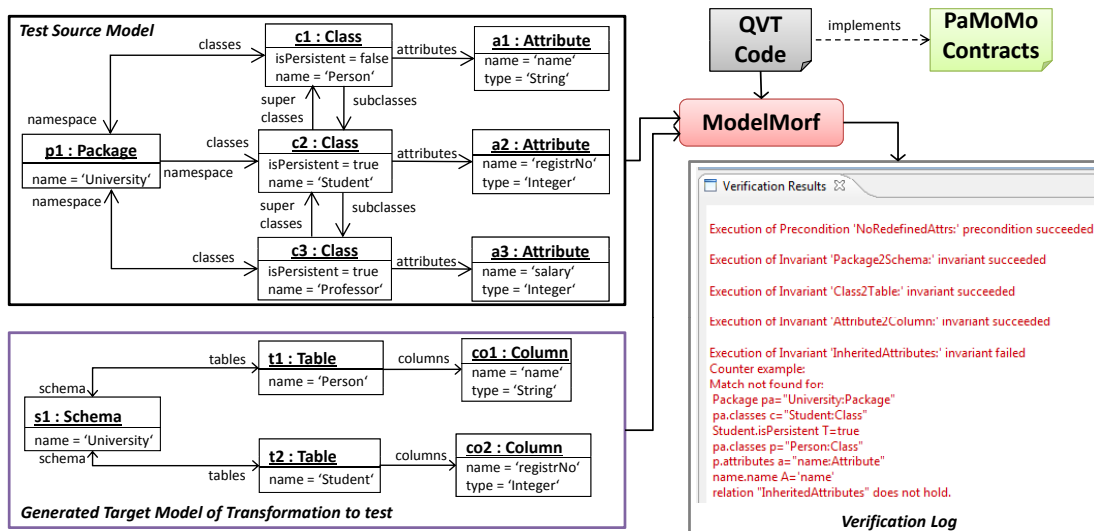 Test Source Model
c1 : Class
isPersistent = false
name = ‘Person‘
classes
attributes
a1 : Attribute
name = ‘name‘
type = ‘String‘
namespace
super
classes
subclasses
p1 : Package
name = ‘University‘
classes
namespace
c2 : Class
isPersistent = true
name = ‘Student‘
attributes
a2 : Attribute
name = ‘registrNo‘
type = ‘Integer‘
namespace
super
classes
subclasses
classes
c3 : Class
isPersistent = true
name = ‘Professor‘
attributes
a3 : Attribute
name = ‘salary‘
type = ‘Integer‘
schema
tables
t1 : Table
name = ‘Person‘
columns
co1 : Column
name = ‘name‘
type = ‘String‘
s1 : Schema
name = ‘University‘
schema
tables
t2 : Table
name = ‘Student‘
columns
co2 : Column
name = ‘registrNo‘
type = ‘Integer‘
Generated Target Model of Transformation to test
QVT
Code
implements
PaMoMo
Contracts
ModelMorf
Verification Results
Execution of Precondition 'NoRedefinedAttrs:' precondition succeeded
Execution of Invariant 'Package2Schema:' invariant succeeded
Execution of Invariant 'Class2Table:' invariant succeeded
Execution of Invariant 'Attribute2Column:' invariant succeeded
Execution of Invariant 'InheritedAttributes:' invariant failed
Counter example:
Match not found for:
Package pa="University:Package"
pa.classes c="Student:Class"
Student.isPersistent T=true
pa.classes p="Person:Class"
p.attributes a="name:Attribute"
name.name A='name'
relation "InheritedAttributes" does not hold.
Verification Log